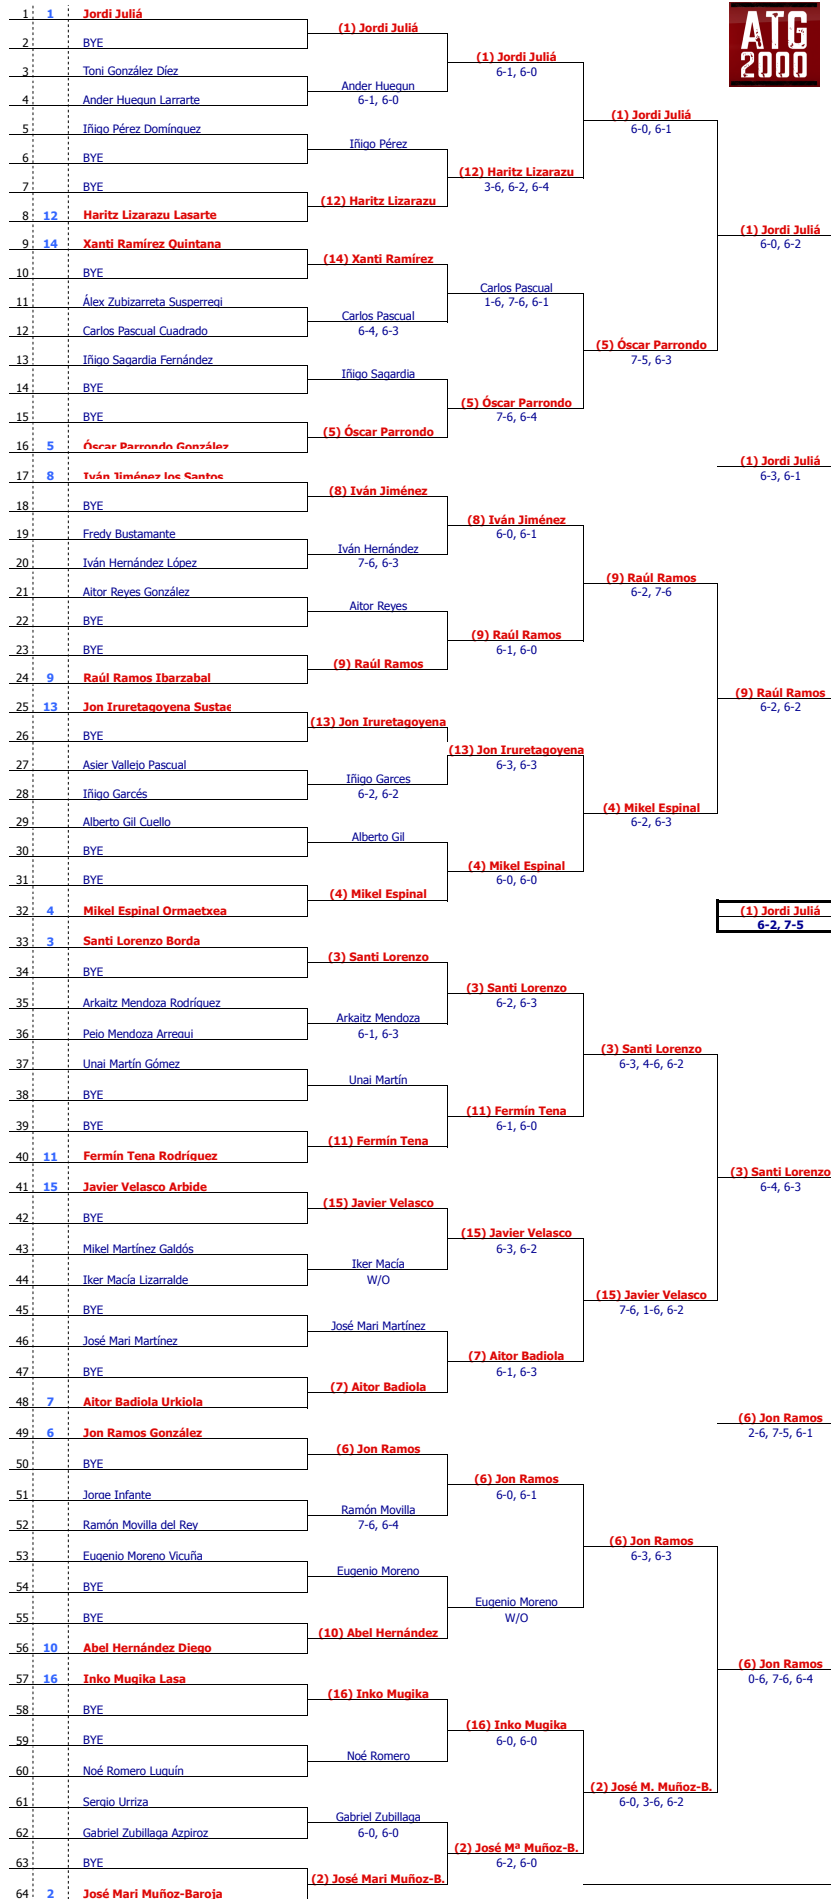 ATG
2000
1 1 Jordi Juliá
2 BYE
3 Toni González Díez
4 Ander Huegun Larrarte
5 Iñigo Pérez Domínguez
6 BYE
7 BYE
8 12 Haritz Lizarazu Lasarte
9 14 Xanti Ramírez Quintana
10 BYE
11 Álex Zubizarreta Susperregi
12 Carlos Pascual Cuadrado
13 Iñigo Sagardia Fernández
14 BYE
15 BYE
16 5 Óscar Parrondo González
17 8 Iván Jiménez los Santos
18 BYE
19 Fredy Bustamante
20 Iván Hernández López
21 Aitor Reyes González
22 BYE
23 BYE
24 9 Raúl Ramos Ibarzabal
25 13 Jon Iruretagoyena Sustae
26 BYE
27 Asier Vallejo Pascual
28 Iñigo Garcés
29 Alberto Gil Cuello
30 BYE
31 BYE
32 4 Mikel Espinal Ormaetxea
33 3 Santi Lorenzo Borda
34 BYE
35 Arkaitz Mendoza Rodríguez
36 Peio Mendoza Arregui
37 Unai Martín Gómez
38 BYE
39 BYE
40 11 Fermín Tena Rodríguez
41 15 Javier Velasco Arbide
42 BYE
43 Mikel Martínez Galdós
44 Iker Macía Lizarralde
45 BYE
46 José Mari Martínez
47 BYE
48 7 Aitor Badiola Urkiola
49 6 Jon Ramos González
50 BYE
51 Jorge Infante
52 Ramón Movilla del Rey
53 Eugenio Moreno Vicuña
54 BYE
55 BYE
56 10 Abel Hernández Diego
57 16 Inko Mugika Lasa
58 BYE
59 BYE
60 Noé Romero Luquín
61 Sergio Urriza
62 Gabriel Zubillaga Azpiroz
63 BYE
64 2 José Mari Muñoz-Baroja
(1) Jordi Juliá
Ander Huegun
6-1, 6-0
Iñigo Pérez
(12) Haritz Lizarazu
(14) Xanti Ramírez
Carlos Pascual
6-4, 6-3
Iñigo Sagardia
(5) Óscar Parrondo
(8) Iván Jiménez
Iván Hernández
7-6, 6-3
Aitor Reyes
(9) Raúl Ramos
(13) Jon Iruretagoyena
Iñigo Garces
6-2, 6-2
Alberto Gil
(4) Mikel Espinal
(3) Santi Lorenzo
Arkaitz Mendoza
6-1, 6-3
Unai Martín
(11) Fermín Tena
(15) Javier Velasco
Iker Macía
W/O
José Mari Martínez
(7) Aitor Badiola
(6) Jon Ramos
Ramón Movilla
7-6, 6-4
Eugenio Moreno
(10) Abel Hernández
(16) Inko Mugika
Noé Romero
Gabriel Zubillaga
6-0, 6-0
(2) José Mari Muñoz-B.
(1) Jordi Juliá
6-1, 6-0
(12) Haritz Lizarazu
3-6, 6-2, 6-4
Carlos Pascual
1-6, 7-6, 6-1
(5) Óscar Parrondo
7-6, 6-4
(8) Iván Jiménez
6-0, 6-1
(9) Raúl Ramos
6-1, 6-0
(13) Jon Iruretagoyena
6-3, 6-3
(4) Mikel Espinal
6-0, 6-0
(3) Santi Lorenzo
6-2, 6-3
(11) Fermín Tena
6-1, 6-0
(15) Javier Velasco
6-3, 6-2
(7) Aitor Badiola
6-1, 6-3
(6) Jon Ramos
6-0, 6-1
Eugenio Moreno
W/O
(16) Inko Mugika
6-0, 6-0
(2) José Mª Muñoz-B.
6-2, 6-0
(1) Jordi Juliá
6-0, 6-1
(5) Óscar Parrondo
7-5, 6-3
(9) Raúl Ramos
6-2, 7-6
(4) Mikel Espinal
6-2, 6-3
(3) Santi Lorenzo
6-3, 4-6, 6-2
(15) Javier Velasco
7-6, 1-6, 6-2
(6) Jon Ramos
6-3, 6-3
(2) José M. Muñoz-B.
6-0, 3-6, 6-2
(1) Jordi Juliá
6-0, 6-2
(1) Jordi Juliá
6-3, 6-1
(9) Raúl Ramos
6-2, 6-2
(1) Jordi Juliá
6-2, 7-5
(3) Santi Lorenzo
6-4, 6-3
(6) Jon Ramos
2-6, 7-5, 6-1
(6) Jon Ramos
0-6, 7-6, 6-4